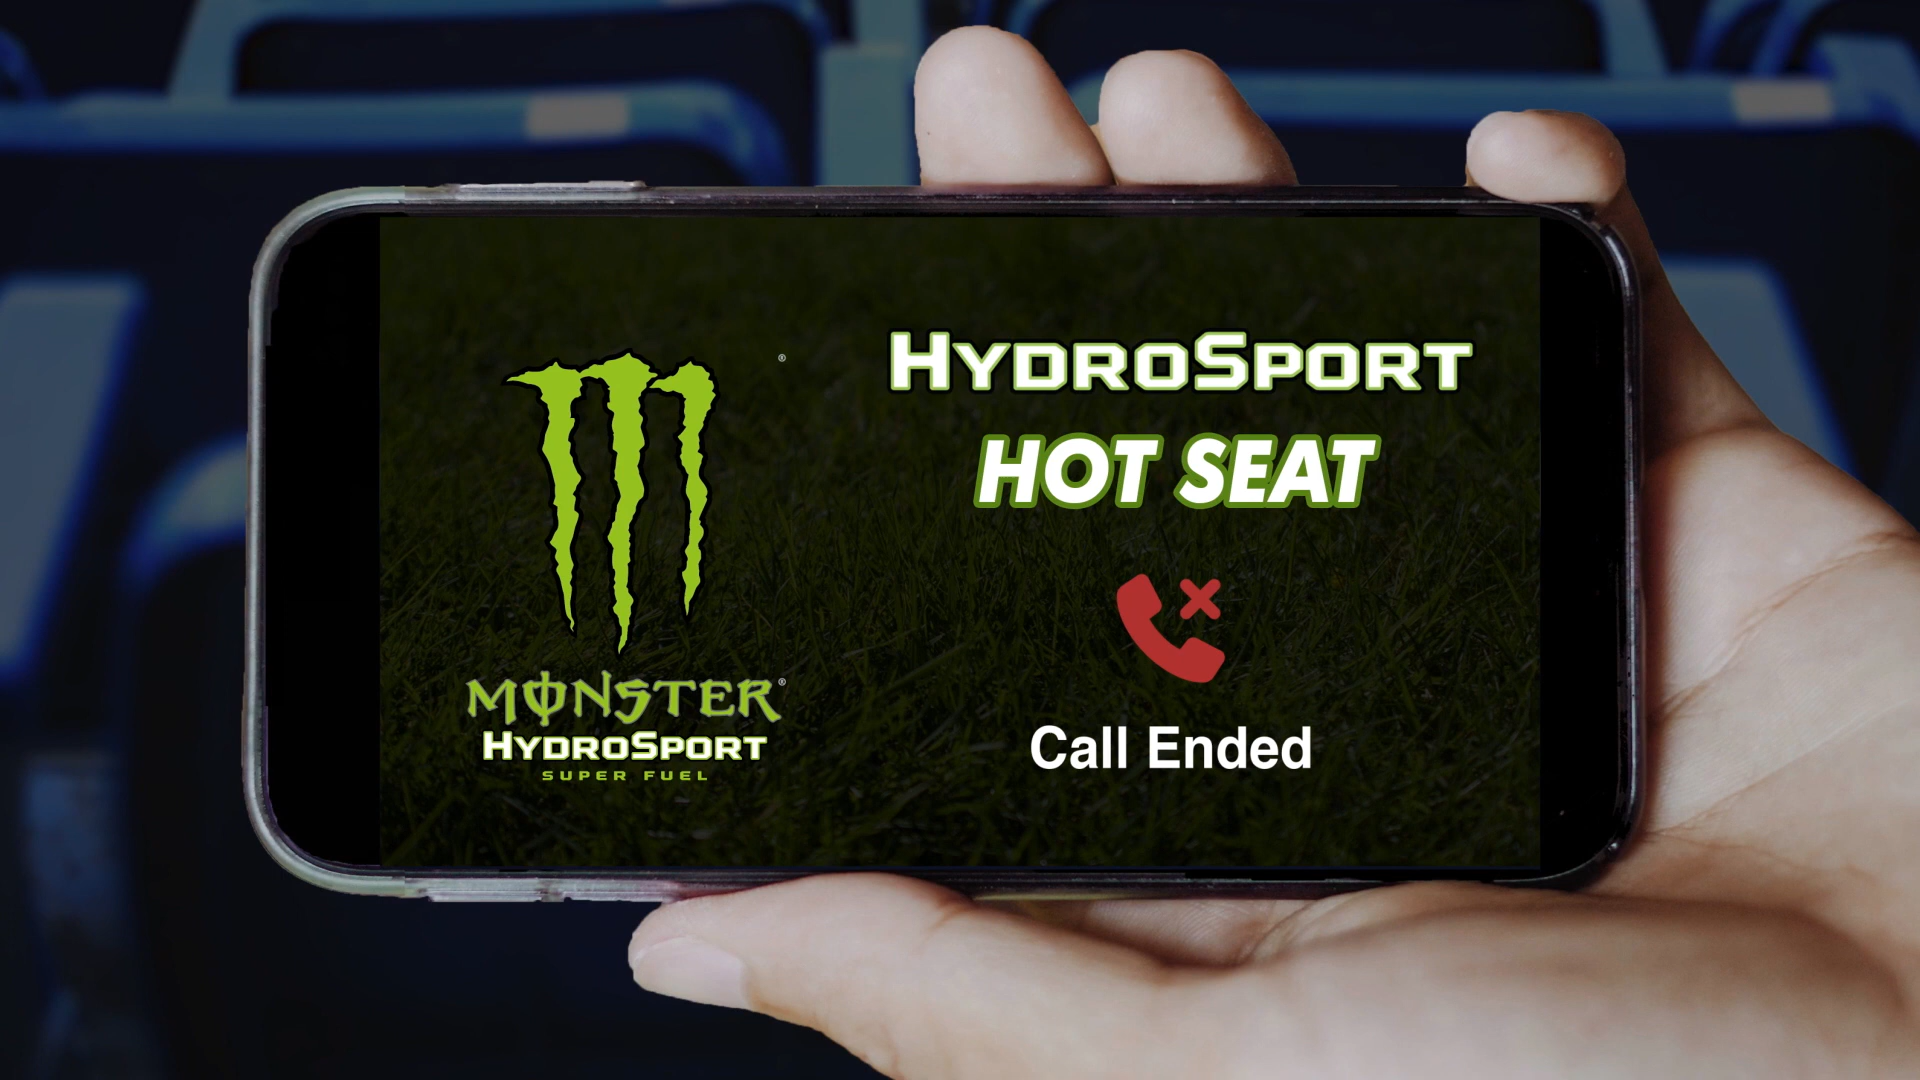 MONSTER®
HYDROSPORT
SUPER FUEL
®
HYDROSPORT
HOT SEAT
Call Ended